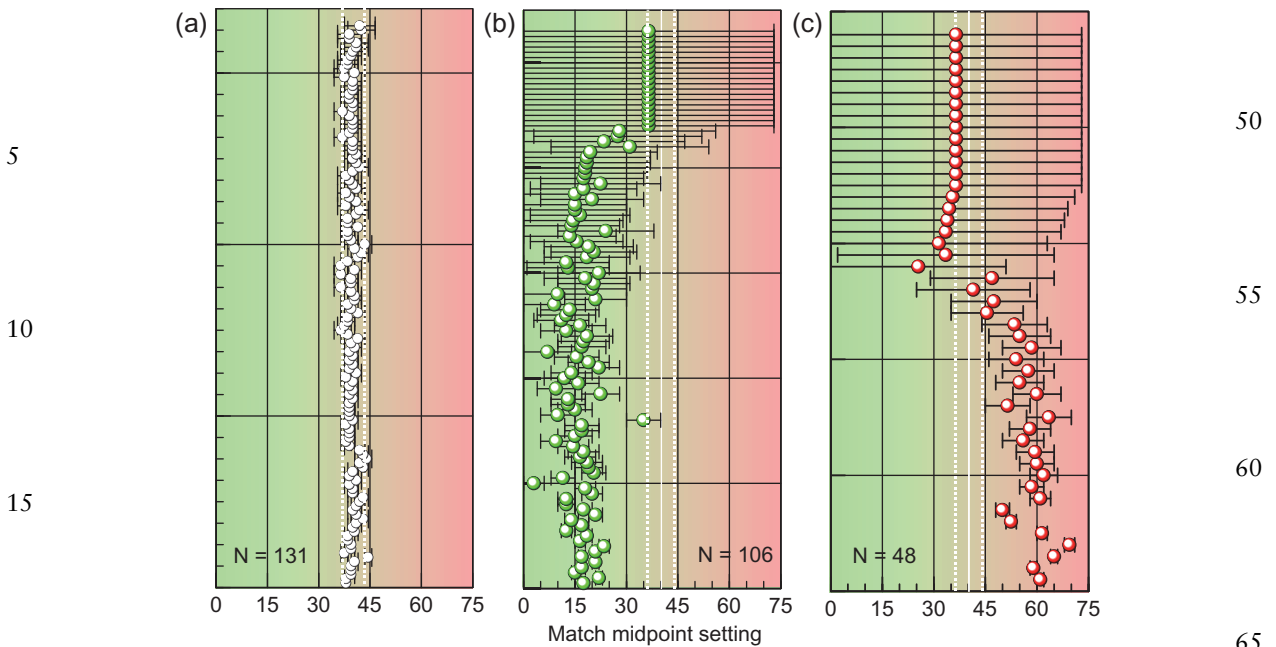 (a) (b) (c)
5 10 15
50 55 60 65
N = 131 N = 106 N = 48
0 15 30 45 60 75 0 15 30 45 60 75 0 15 30 45 60 75
Match midpoint setting